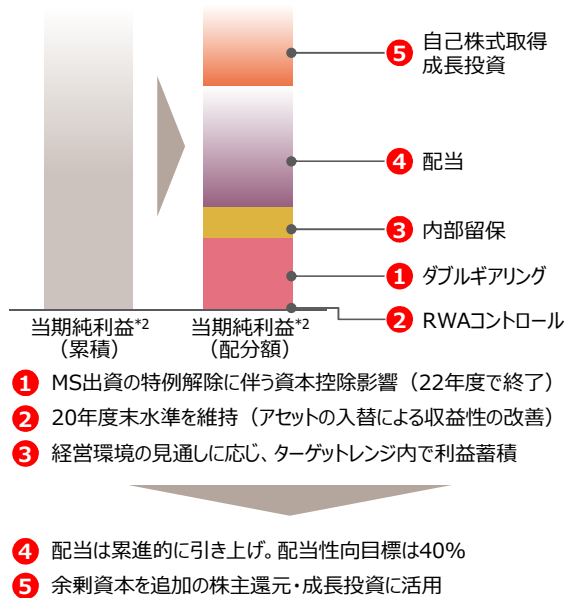 5 自己株式取得
成長投資
4 配当
3 内部留保
1 ダブルギアリング
2 RWAコントロール
当期純利益*2
（累積）
当期純利益*2
（配分額）
1 MS出資の特例解除に伴う資本控除影響（22年度で終了）
2 20年度末水準を維持（アセットの入替による収益性の改善）
3 経営環境の見通しに応じ、ターゲットレンジ内で利益蓄積
4 配当は累進的に引き上げ。配当性向目標は40%
5 余剰資本を追加の株主還元・成長投資に活用